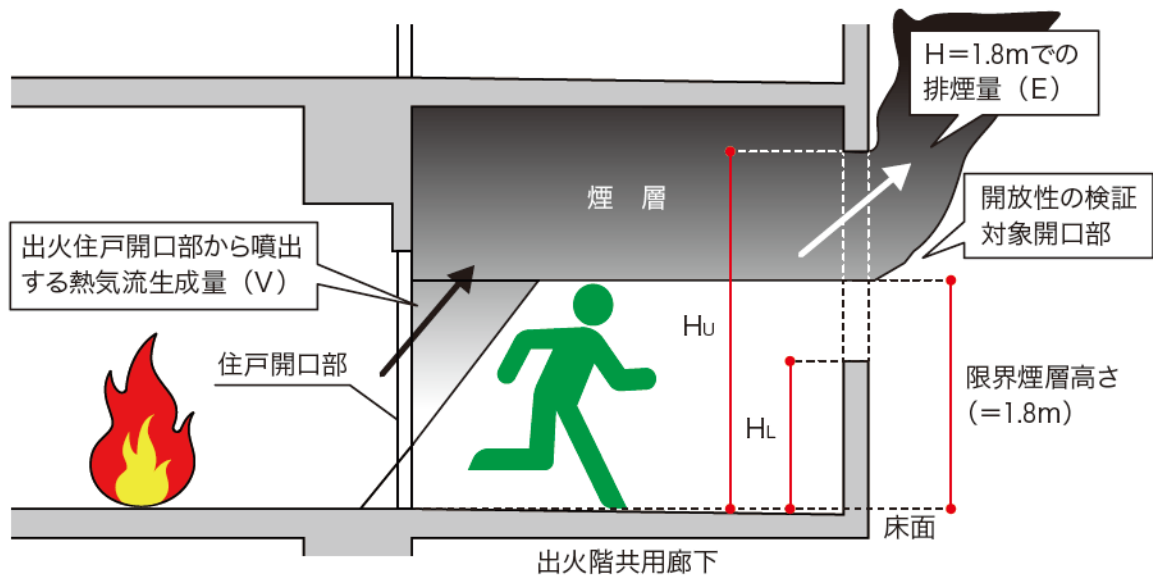 H＝1.8mでの
排煙量（E）
煙　層
開放性の検証
対象開口部
出火住戸開口部から噴出
する熱気流生成量（V）
HU
住戸開口部
限界煙層高さ
（＝1.8m）
HL
床面
出火階共用廊下